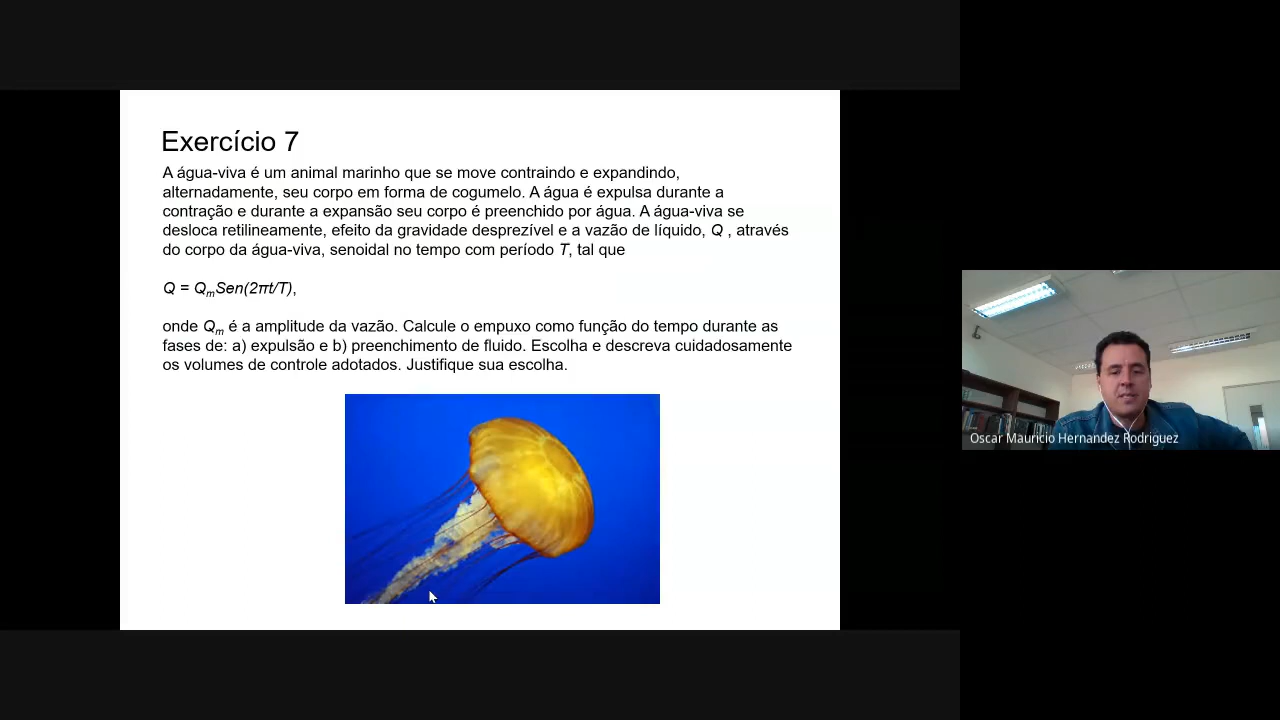 Exercício 7
A água-viva é um animal marinho que se move contraindo e expandindo,
alternadamente, seu corpo em forma de cogumelo. A água é expulsa durante a
contração e durante a expansão seu corpo é preenchido por água. A água-viva se
desloca retilineamente, efeito da gravidade desprezível e a vazão de líquido, Q , através
do corpo da água-viva, senoidal no tempo com período T, tal que
Q = QmSen(2πt/T),
onde Qm é a amplitude da vazão. Calcule o empuxo como função do tempo durante as
fases de: a) expulsão e b) preenchimento de fluido. Escolha e descreva cuidadosamente
os volumes de controle adotados. Justifique sua escolha.
Oscar Mauricio Hernandez Rodriguez